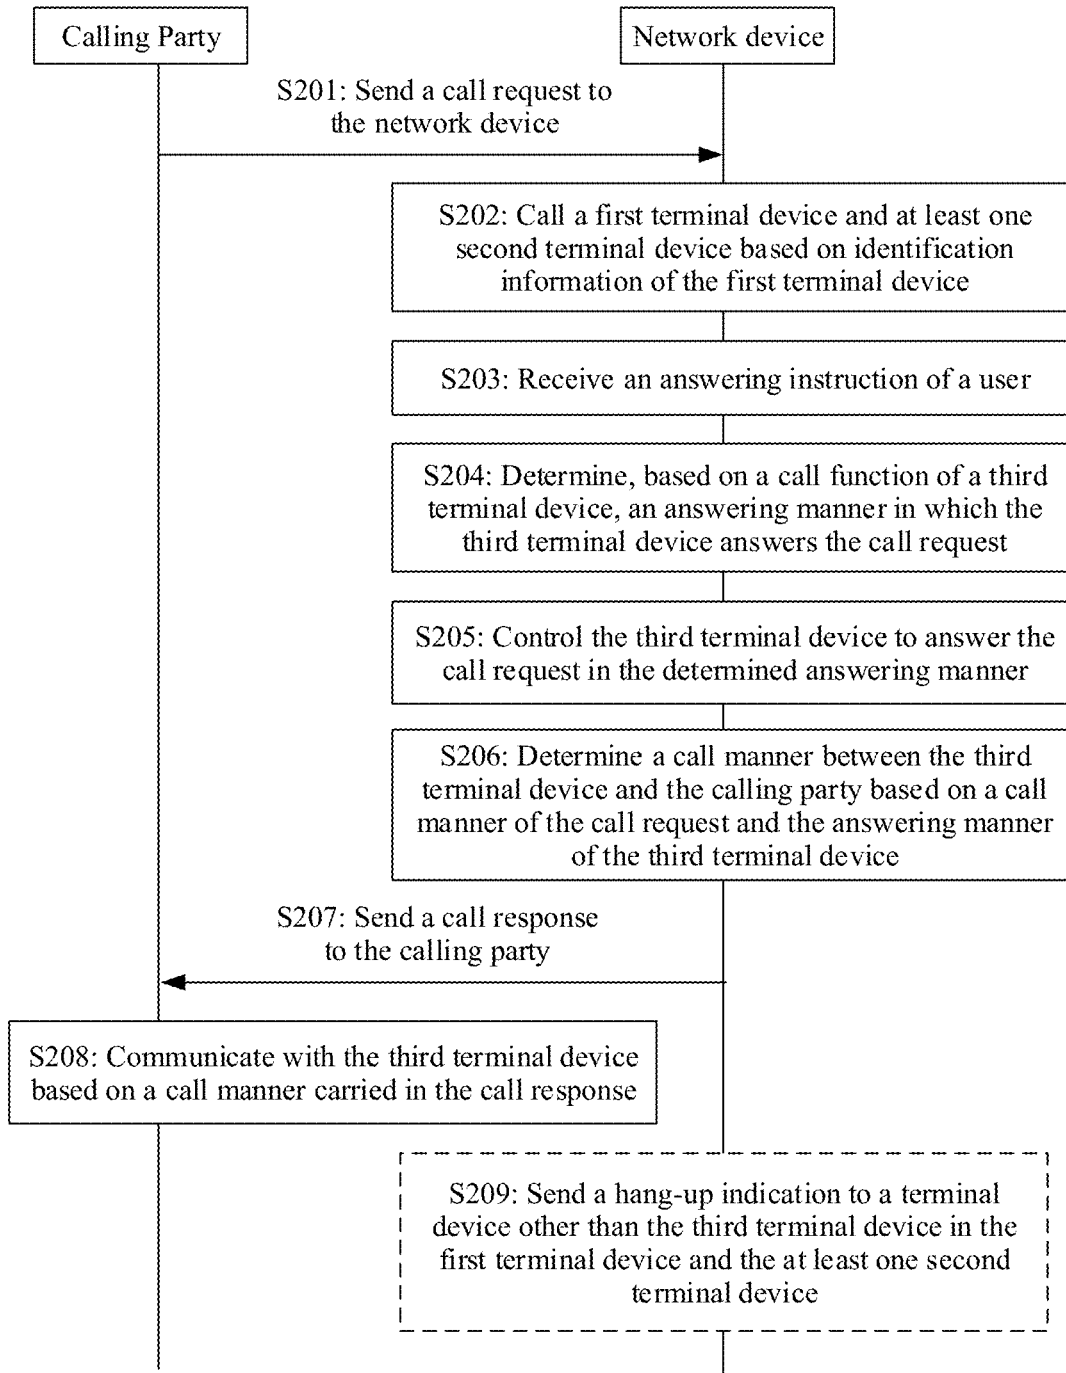 Calling Party
Network device
S201: Send a call request to
the network device
S202: Call a first terminal device and at least one
second terminal device based on identification
information of the first terminal device
S203: Receive an answering instruction of a user
S204: Determine, based on a call function of a third
terminal device, an answering manner in which the
third terminal device answers the call request
S205: Control the third terminal device to answer the
call request in the determined answering manner
S206: Determine a call manner between the third
terminal device and the calling party based on a call
manner of the call request and the answering manner
of the third terminal device
S207: Send a call response
to the calling party
S208: Communicate with the third terminal device
based on a call manner carried in the call response
S209: Send a hang-up indication to a terminal
device other than the third terminal device in the
first terminal device and the at least one second
terminal device